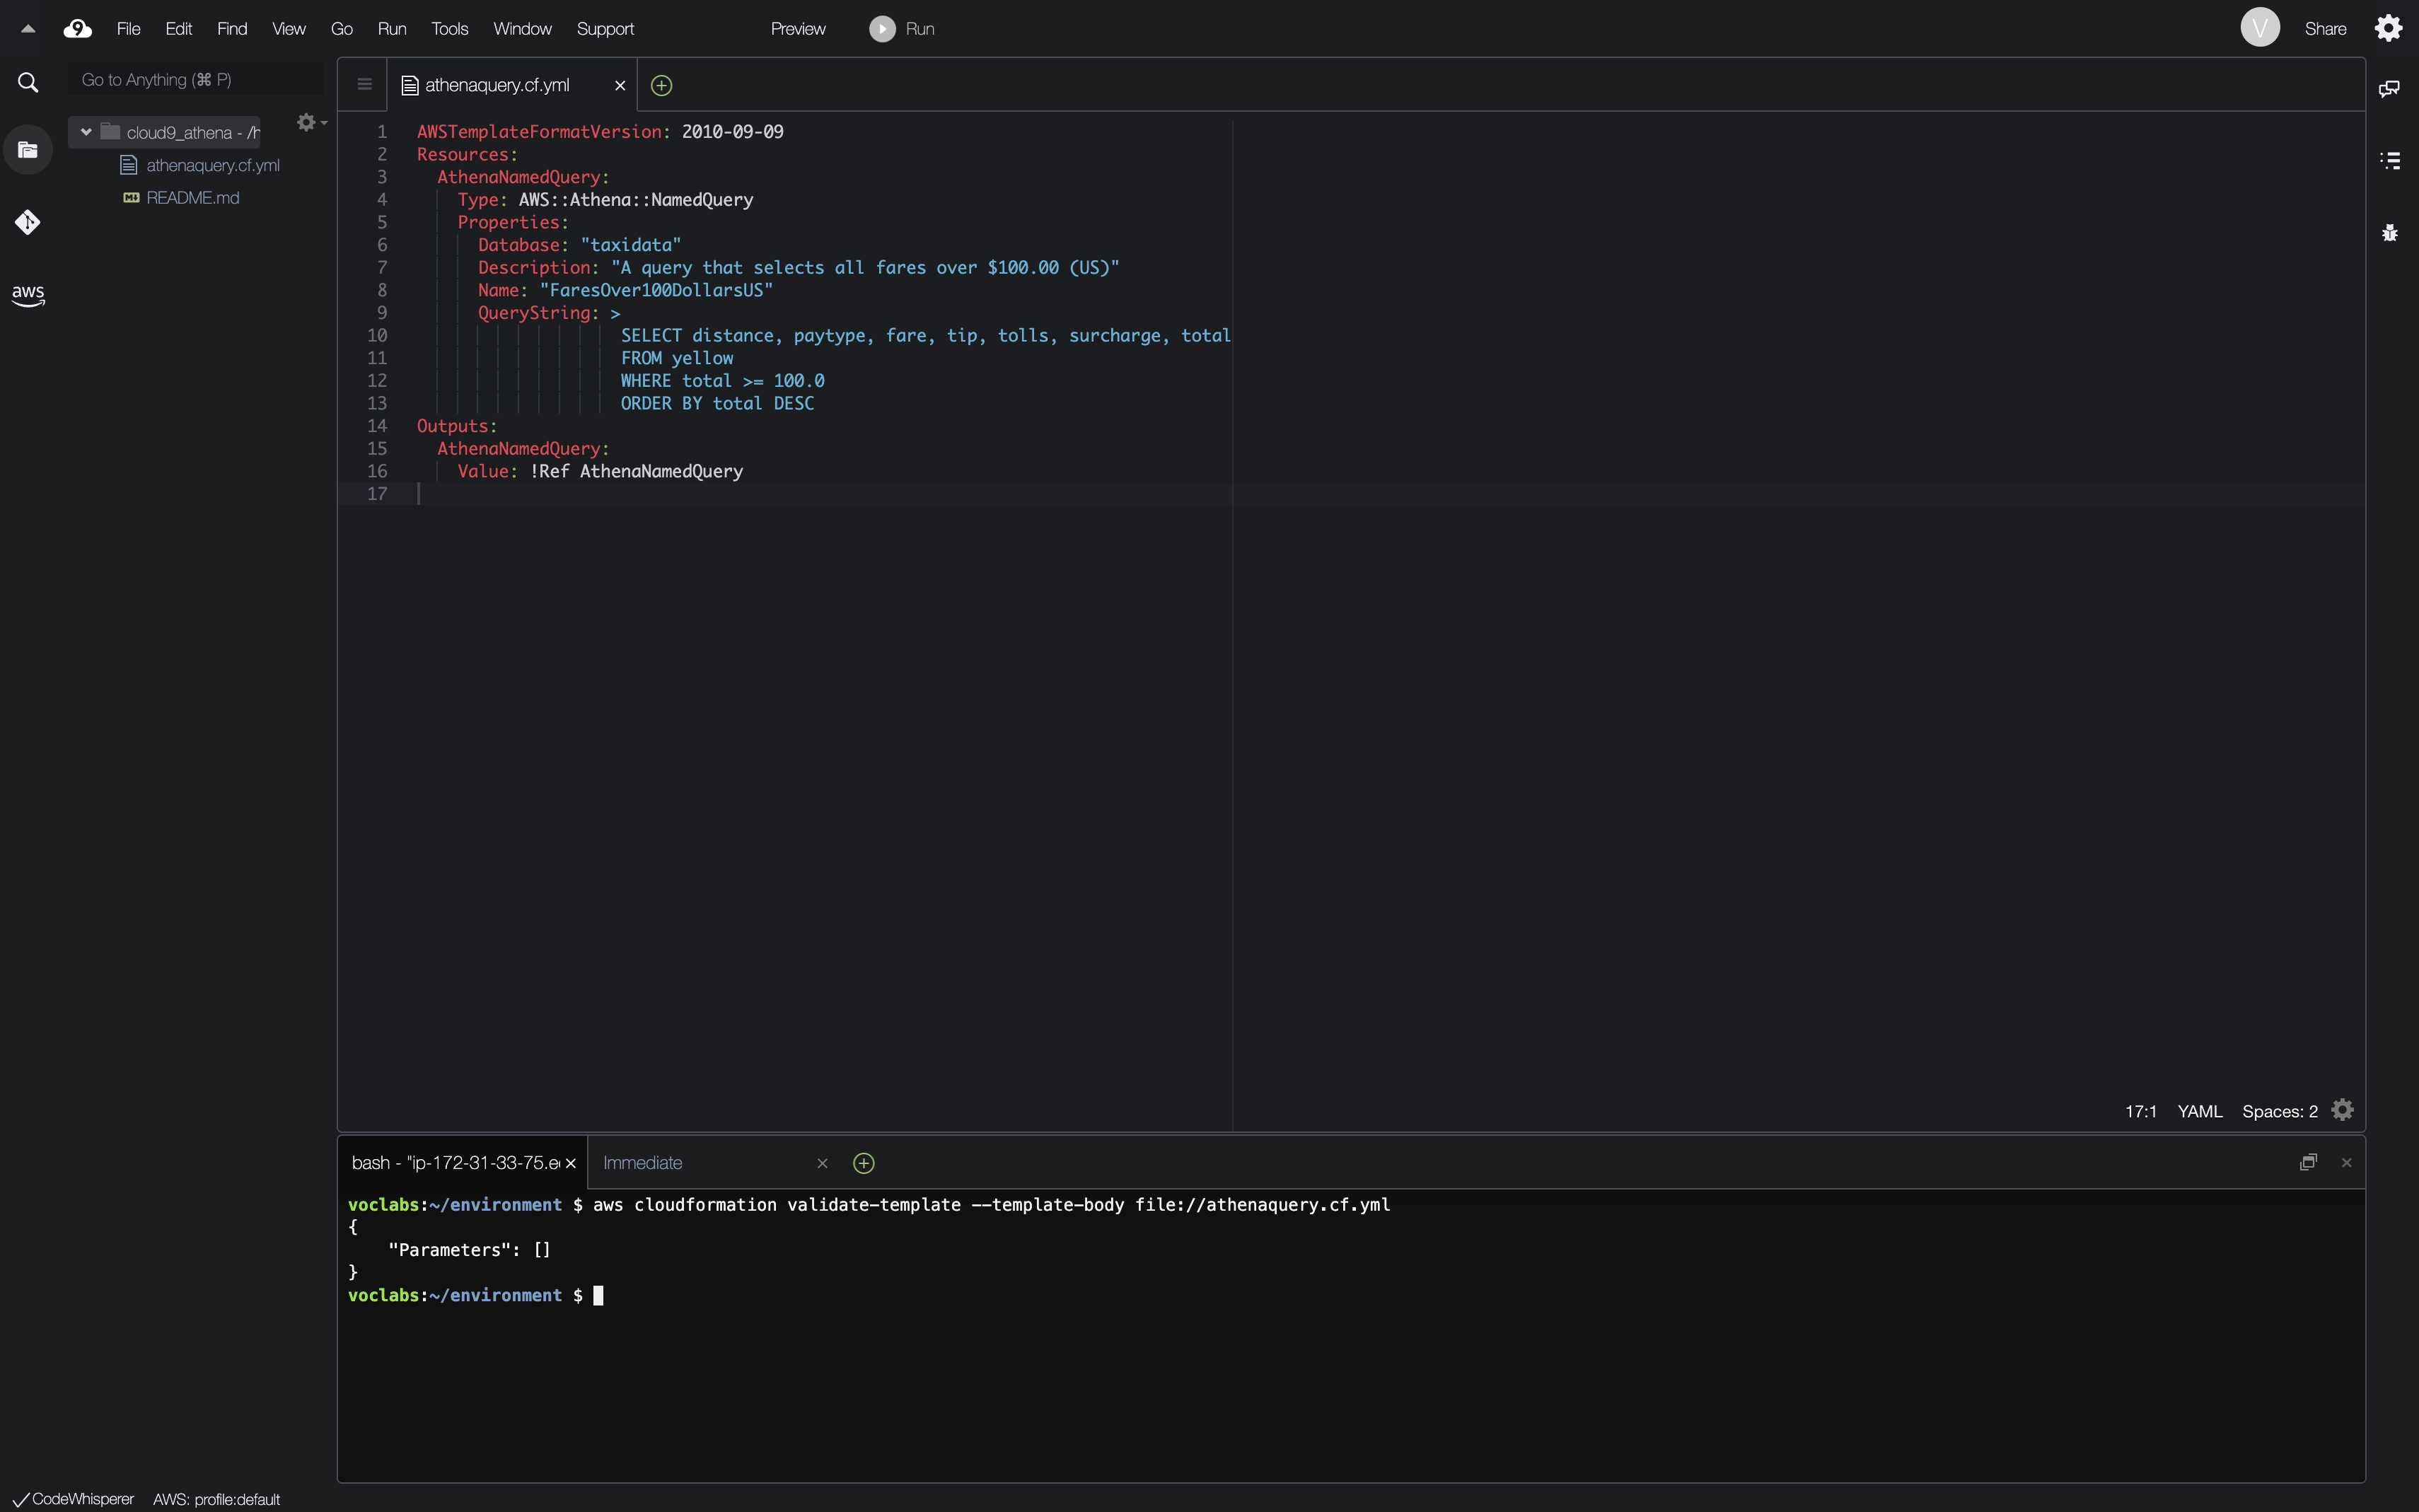 File Edit Find View Go Run Tools Window Support Preview Run V Share
Go to Anything (⌘ P)
athenaquery.cf.yml
cloud9_athena - /h
athenaquery.cf.yml
README.md
aws
1 AWSTemplateFormatVersion: 2010-09-09
2 Resources:
3   AthenaNamedQuery:
4     Type: AWS::Athena::NamedQuery
5     Properties:
6       Database: "taxidata"
7       Description: "A query that selects all fares over $100.00 (US)"
8       Name: "FaresOver100DollarsUS"
9       QueryString: >
10                     SELECT distance, paytype, fare, tip, tolls, surcharge, total
11                     FROM yellow
12                     WHERE total >= 100.0
13                     ORDER BY total DESC
14 Outputs:
15   AthenaNamedQuery:
16     Value: !Ref AthenaNamedQuery
17
17:1 YAML Spaces: 2
bash - "ip-172-31-33-75.e Immediate
voclabs:~/environment $ aws cloudformation validate-template --template-body file://athenaquery.cf.yml
{
    "Parameters": []
}
voclabs:~/environment $
CodeWhisperer AWS: profile:default